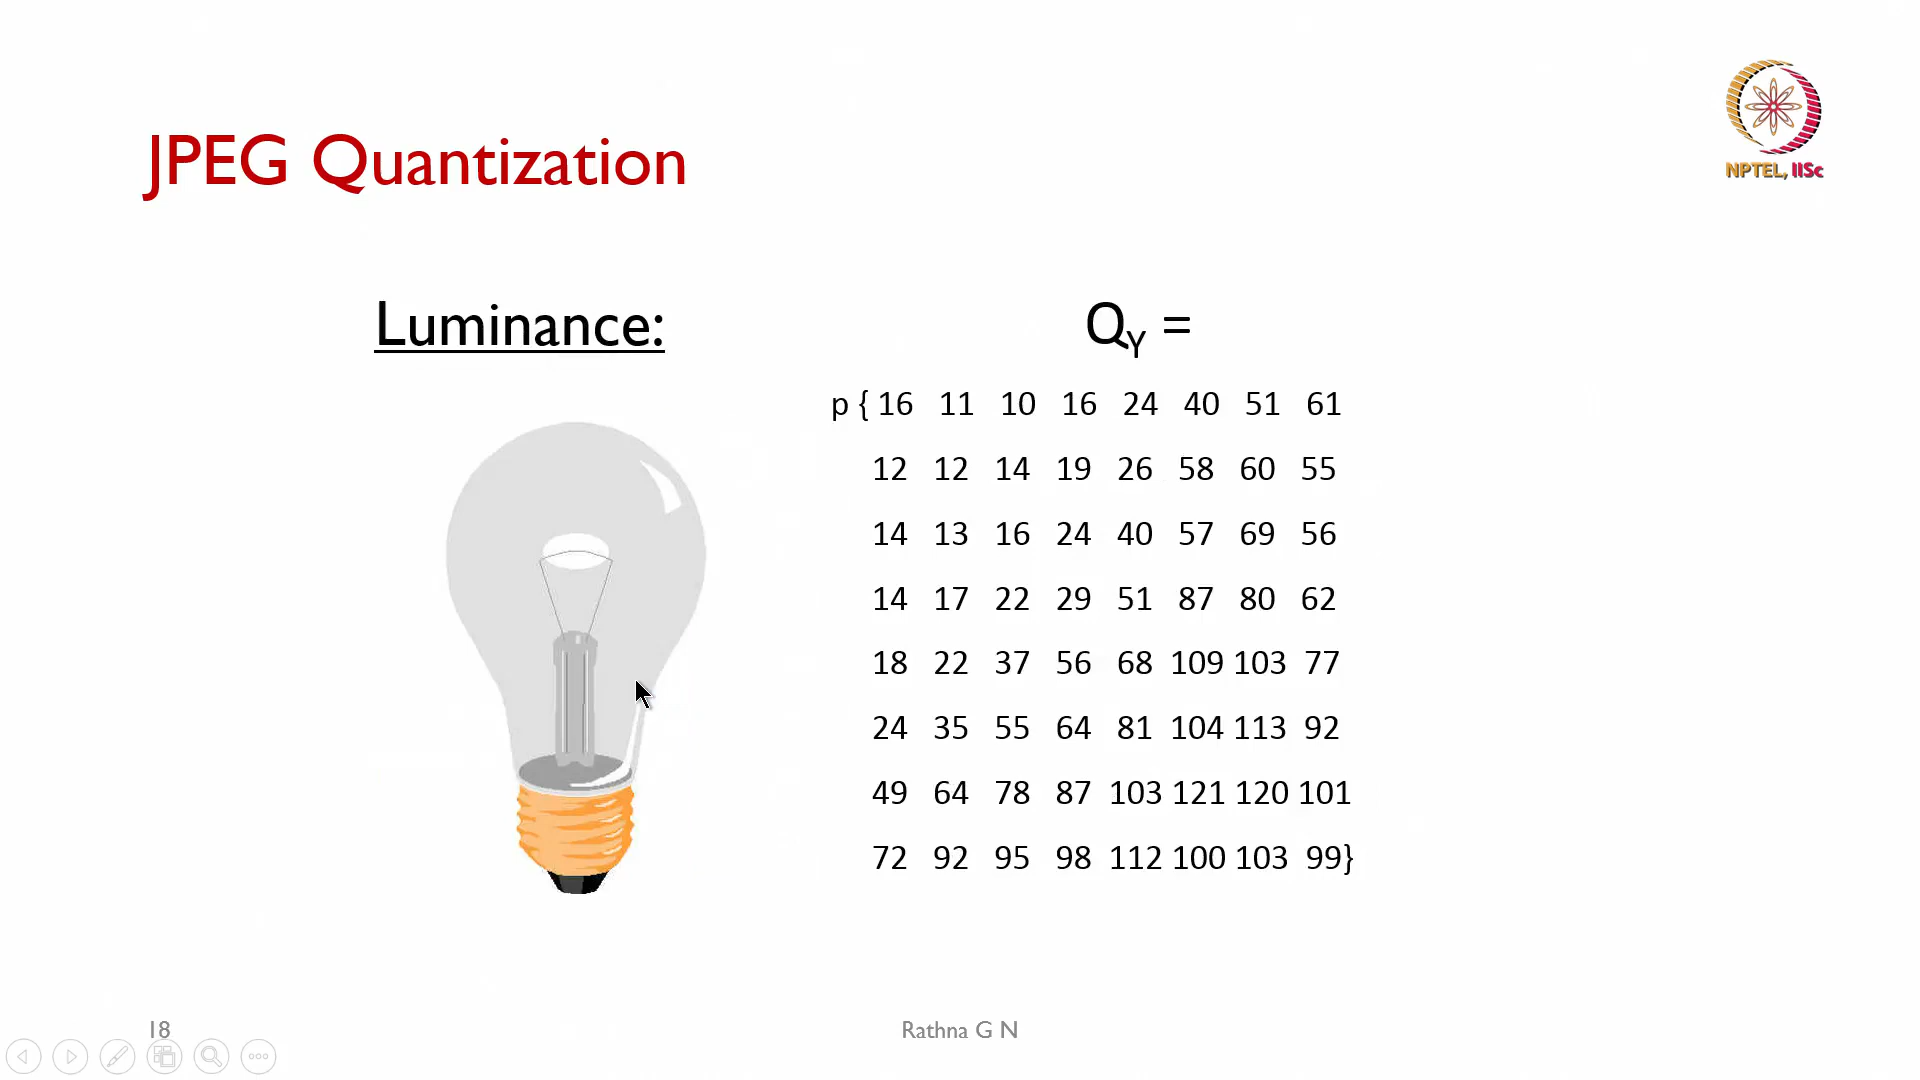 NPTEL, IISc
JPEG Quantization
Luminance:
QY =
p { 16 11 10 16 24 40 51 61
12 12 14 19 26 58 60 55
14 13 16 24 40 57 69 56
14 17 22 29 51 87 80 62
18 22 37 56 68 109 103 77
24 35 55 64 81 104 113 92
49 64 78 87 103 121 120 101
72 92 95 98 112 100 103 99}
18
Rathna G N